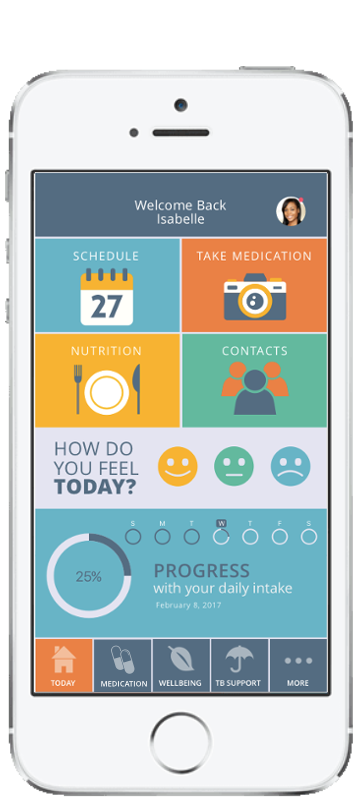 Welcome Back
Isabelle
SCHEDULE
TAKE MEDICATION
27
NUTRITION
CONTACTS
HOW DO
YOU FEEL
TODAY?
S M T W T F S
25%
PROGRESS
with your daily intake
February 8, 2017
TODAY
MEDICATION
WELLBEING
TB SUPPORT
MORE